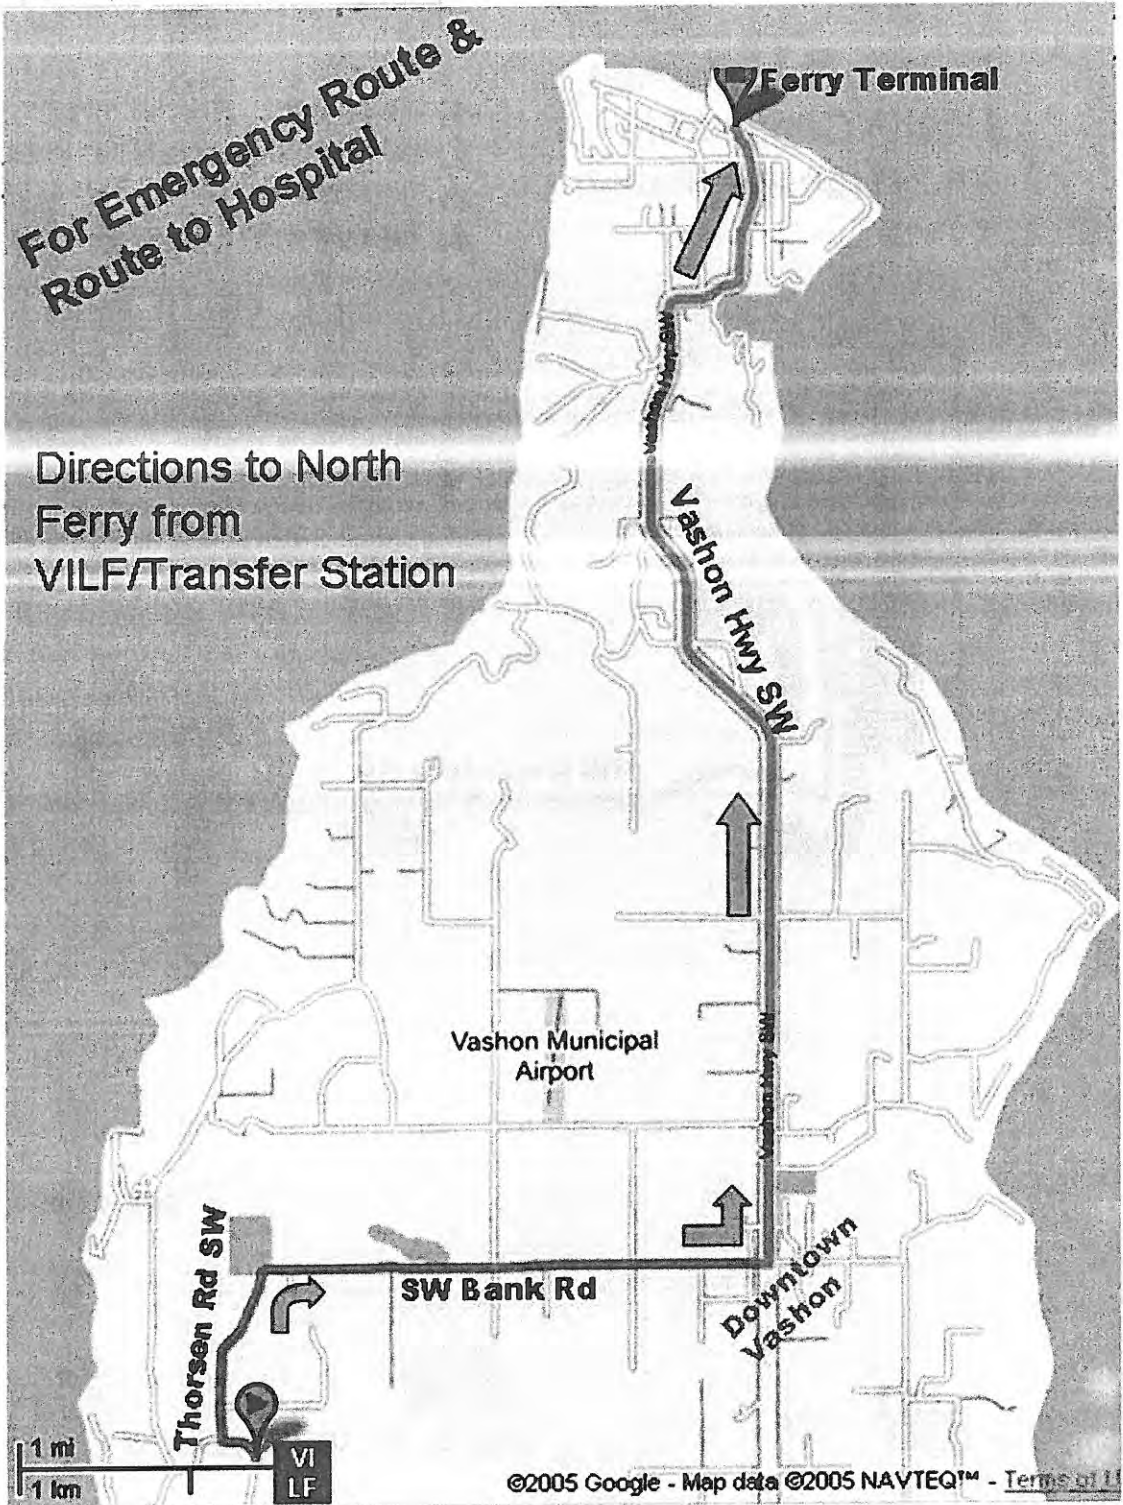 For Emergency Route &
Route to Hospital
Ferry Terminal
Directions to North
Ferry from
VILF/Transfer Station
Vashon Hwy SW
Vashon Hwy SW
Vashon Municipal
Airport
Vashon Hwy SW
Thorsen Rd SW
SW Bank Rd
Downtown
Vashon
1 mi
1 km
VI
LF
©2005 Google - Map data ©2005 NAVTEQ™ - Terms of